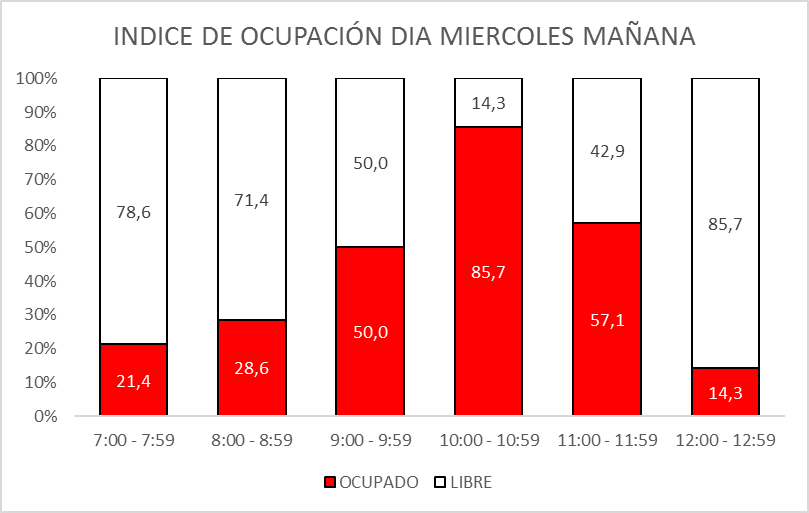 INDICE DE OCUPACIÓN DIA MIERCOLES MAÑANA
100%
90%
80%
70%
60%
50%
40%
30%
20%
10%
0%
78,6
71,4
50,0
14,3
42,9
85,7
21,4
28,6
50,0
85,7
57,1
14,3
7:00 - 7:59
8:00 - 8:59
9:00 - 9:59
10:00 - 10:59
11:00 - 11:59
12:00 - 12:59
OCUPADO
LIBRE